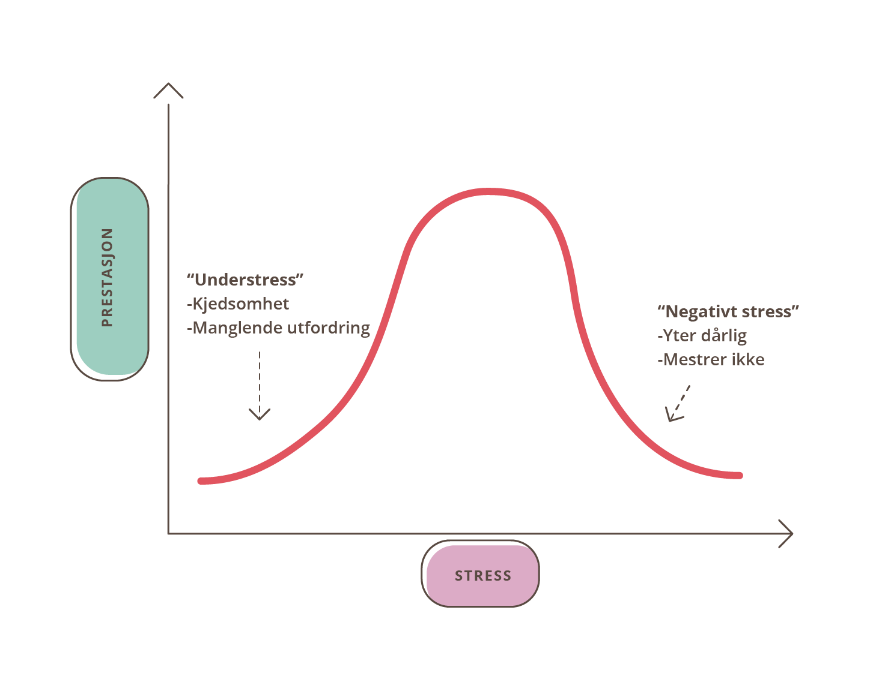 PRESTASJON
“Understress”
-Kjedsomhet
-Manglende utfordring
“Negativt stress”
-Yter dårlig
-Mestrer ikke
STRESS